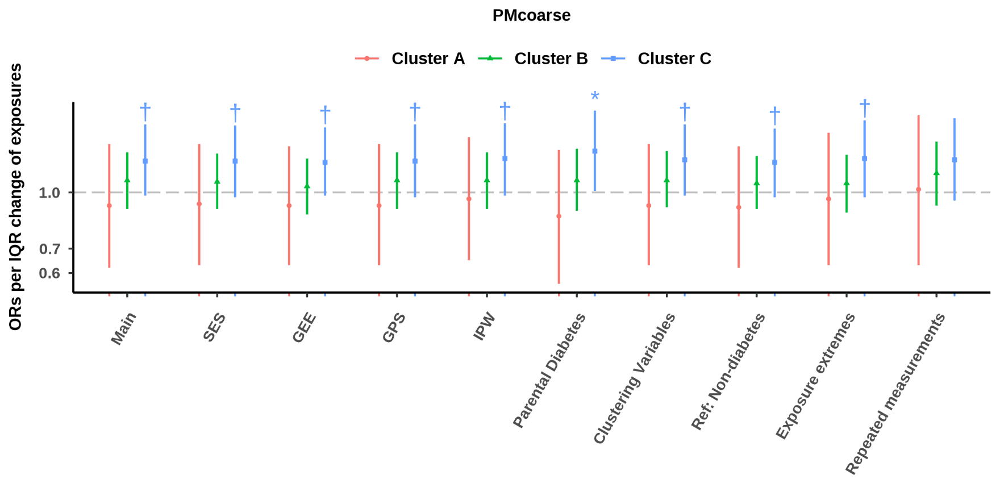 PMcoarse
Cluster A Cluster B Cluster C
ORs per IQR change of exposures
† † † † † * † † †
1.0
0.7
0.6
Main
SES
GEE
GPS
IPW
Parental Diabetes
Clustering Variables
Ref: Non-diabetes
Exposure extremes
Repeated measurements